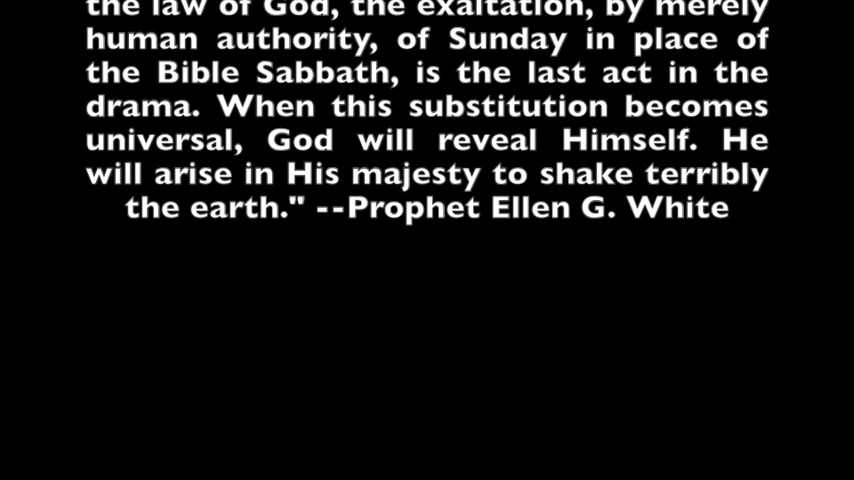 the law of God, the exaltation, by merely
human authority, of Sunday in place of
the Bible Sabbath, is the last act in the
drama. When this substitution becomes
universal, God will reveal Himself. He
will arise in His majesty to shake terribly
the earth." --Prophet Ellen G. White